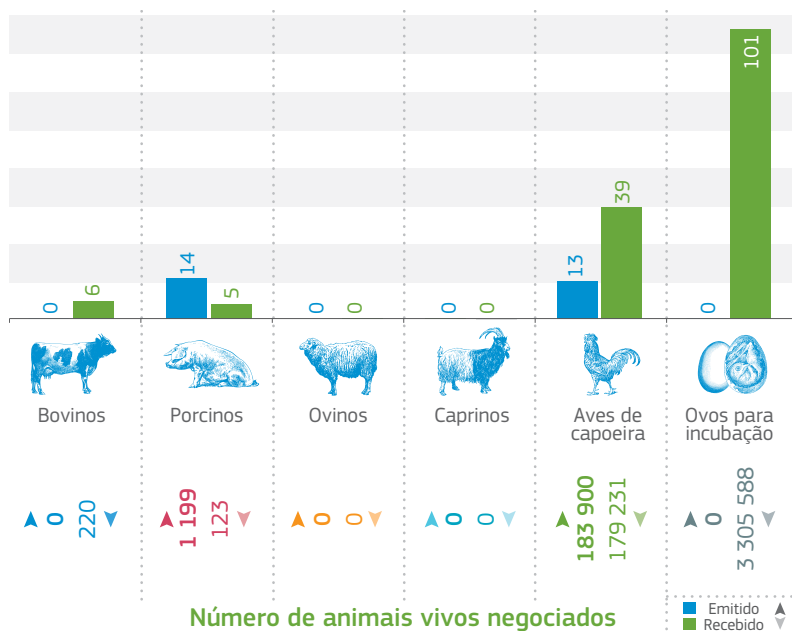 0
6
14
5
0
0
0
0
13
39
0
101
Bovinos
Porcinos
Ovinos
Caprinos
Aves de
capoeira
Ovos para
incubação
0
220
1 199
123
0
0
0
0
183 900
179 231
0
3 305 588
Número de animais vivos negociados
Emitido
Recebido